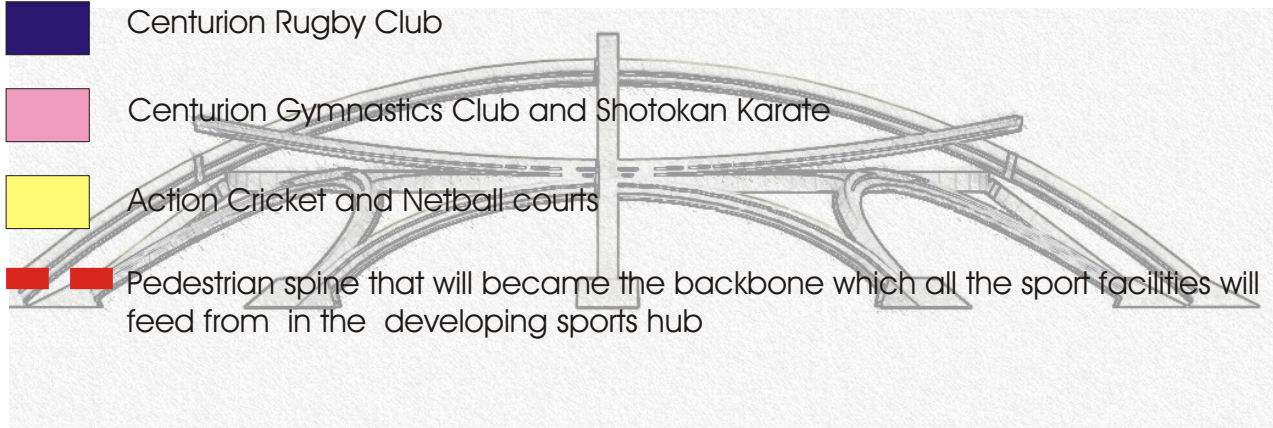 Centurion Rugby Club
Centurion Gymnastics Club and Shotokan Karate
Action Cricket and Netball courts
Pedestrian spine that will became the backbone which all the sport facilities will
feed from in the developing sports hub